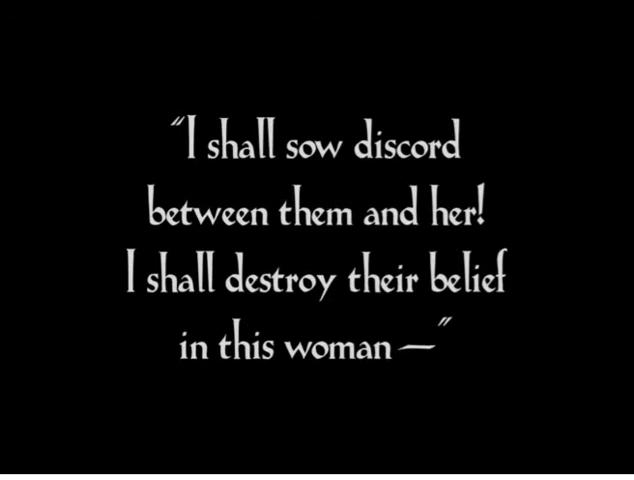 "I shall sow discord
between them and her!
I shall destroy their belief
in this woman —"